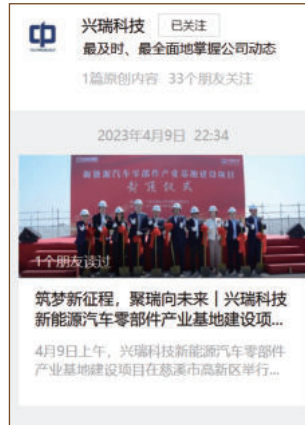 兴瑞科技 已关注
最及时、最全面地掌握公司动态
1篇原创内容 33个朋友关注
2023年4月9日 22:34
新能源汽车零部件产业基地建设项目
封顶仪式
1个朋友读过
筑梦新征程，聚瑞向未来丨兴瑞科技
新能源汽车零部件产业基地建设项...
4月9日上午，兴瑞科技新能源汽车零部件
产业基地建设项目在慈溪市高新区举行...